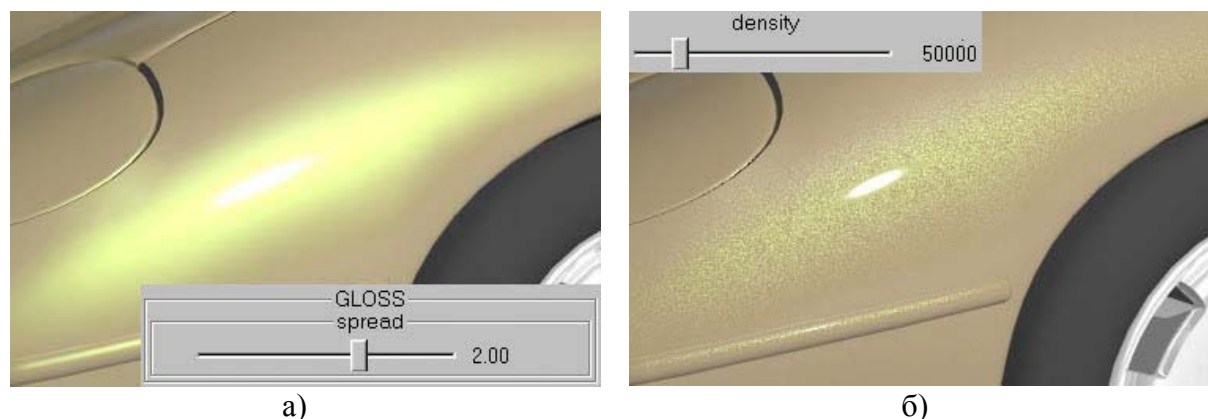 GLOSS
spread
2.00
а)
density
50000
б)